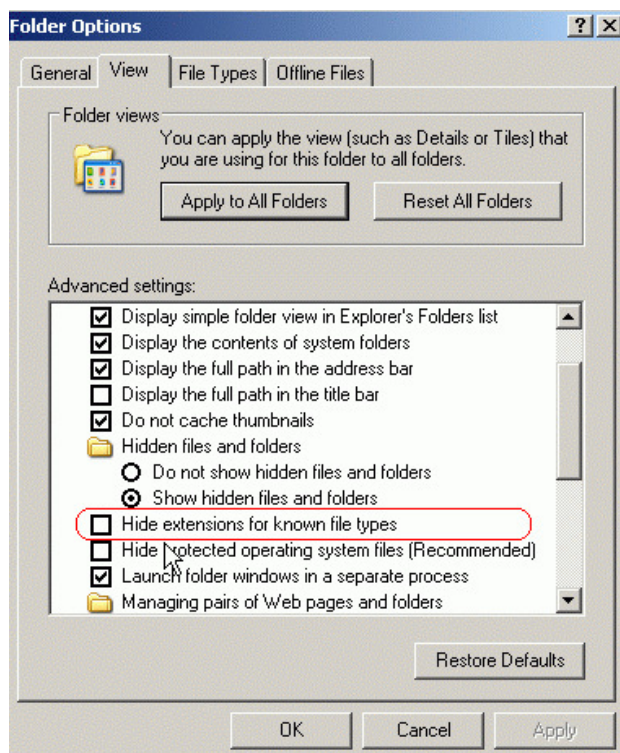 Folder Options
General View File Types Offline Files
Folder views
You can apply the view (such as Details or Tiles) that
you are using for this folder to all folders.
Apply to All Folders Reset All Folders
Advanced settings:
Display simple folder view in Explorer's Folders list
Display the contents of system folders
Display the full path in the address bar
Display the full path in the title bar
Do not cache thumbnails
Hidden files and folders
Do not show hidden files and folders
Show hidden files and folders
Hide extensions for known file types
Hide protected operating system files (Recommended)
Launch folder windows in a separate process
Managing pairs of Web pages and folders
Restore Defaults
OK Cancel Apply